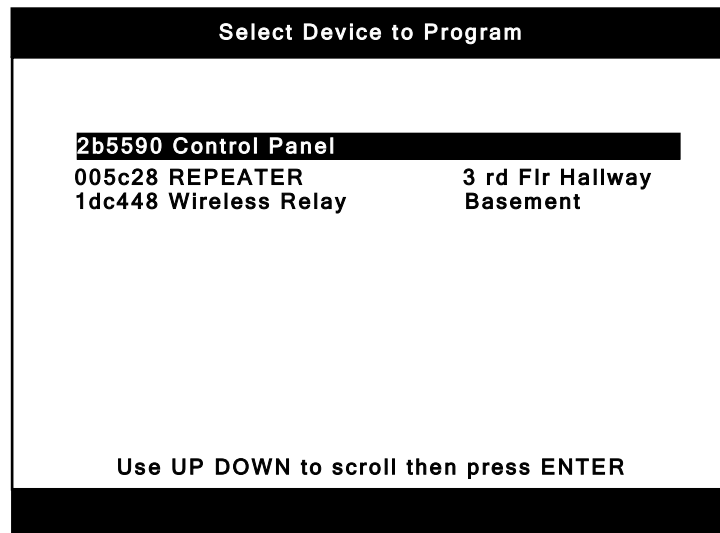 Select Device to Program
2b5590 Control Panel
005c28 REPEATER 3 rd Flr Hallway
1dc448 Wireless Relay Basement
Use UP DOWN to scroll then press ENTER